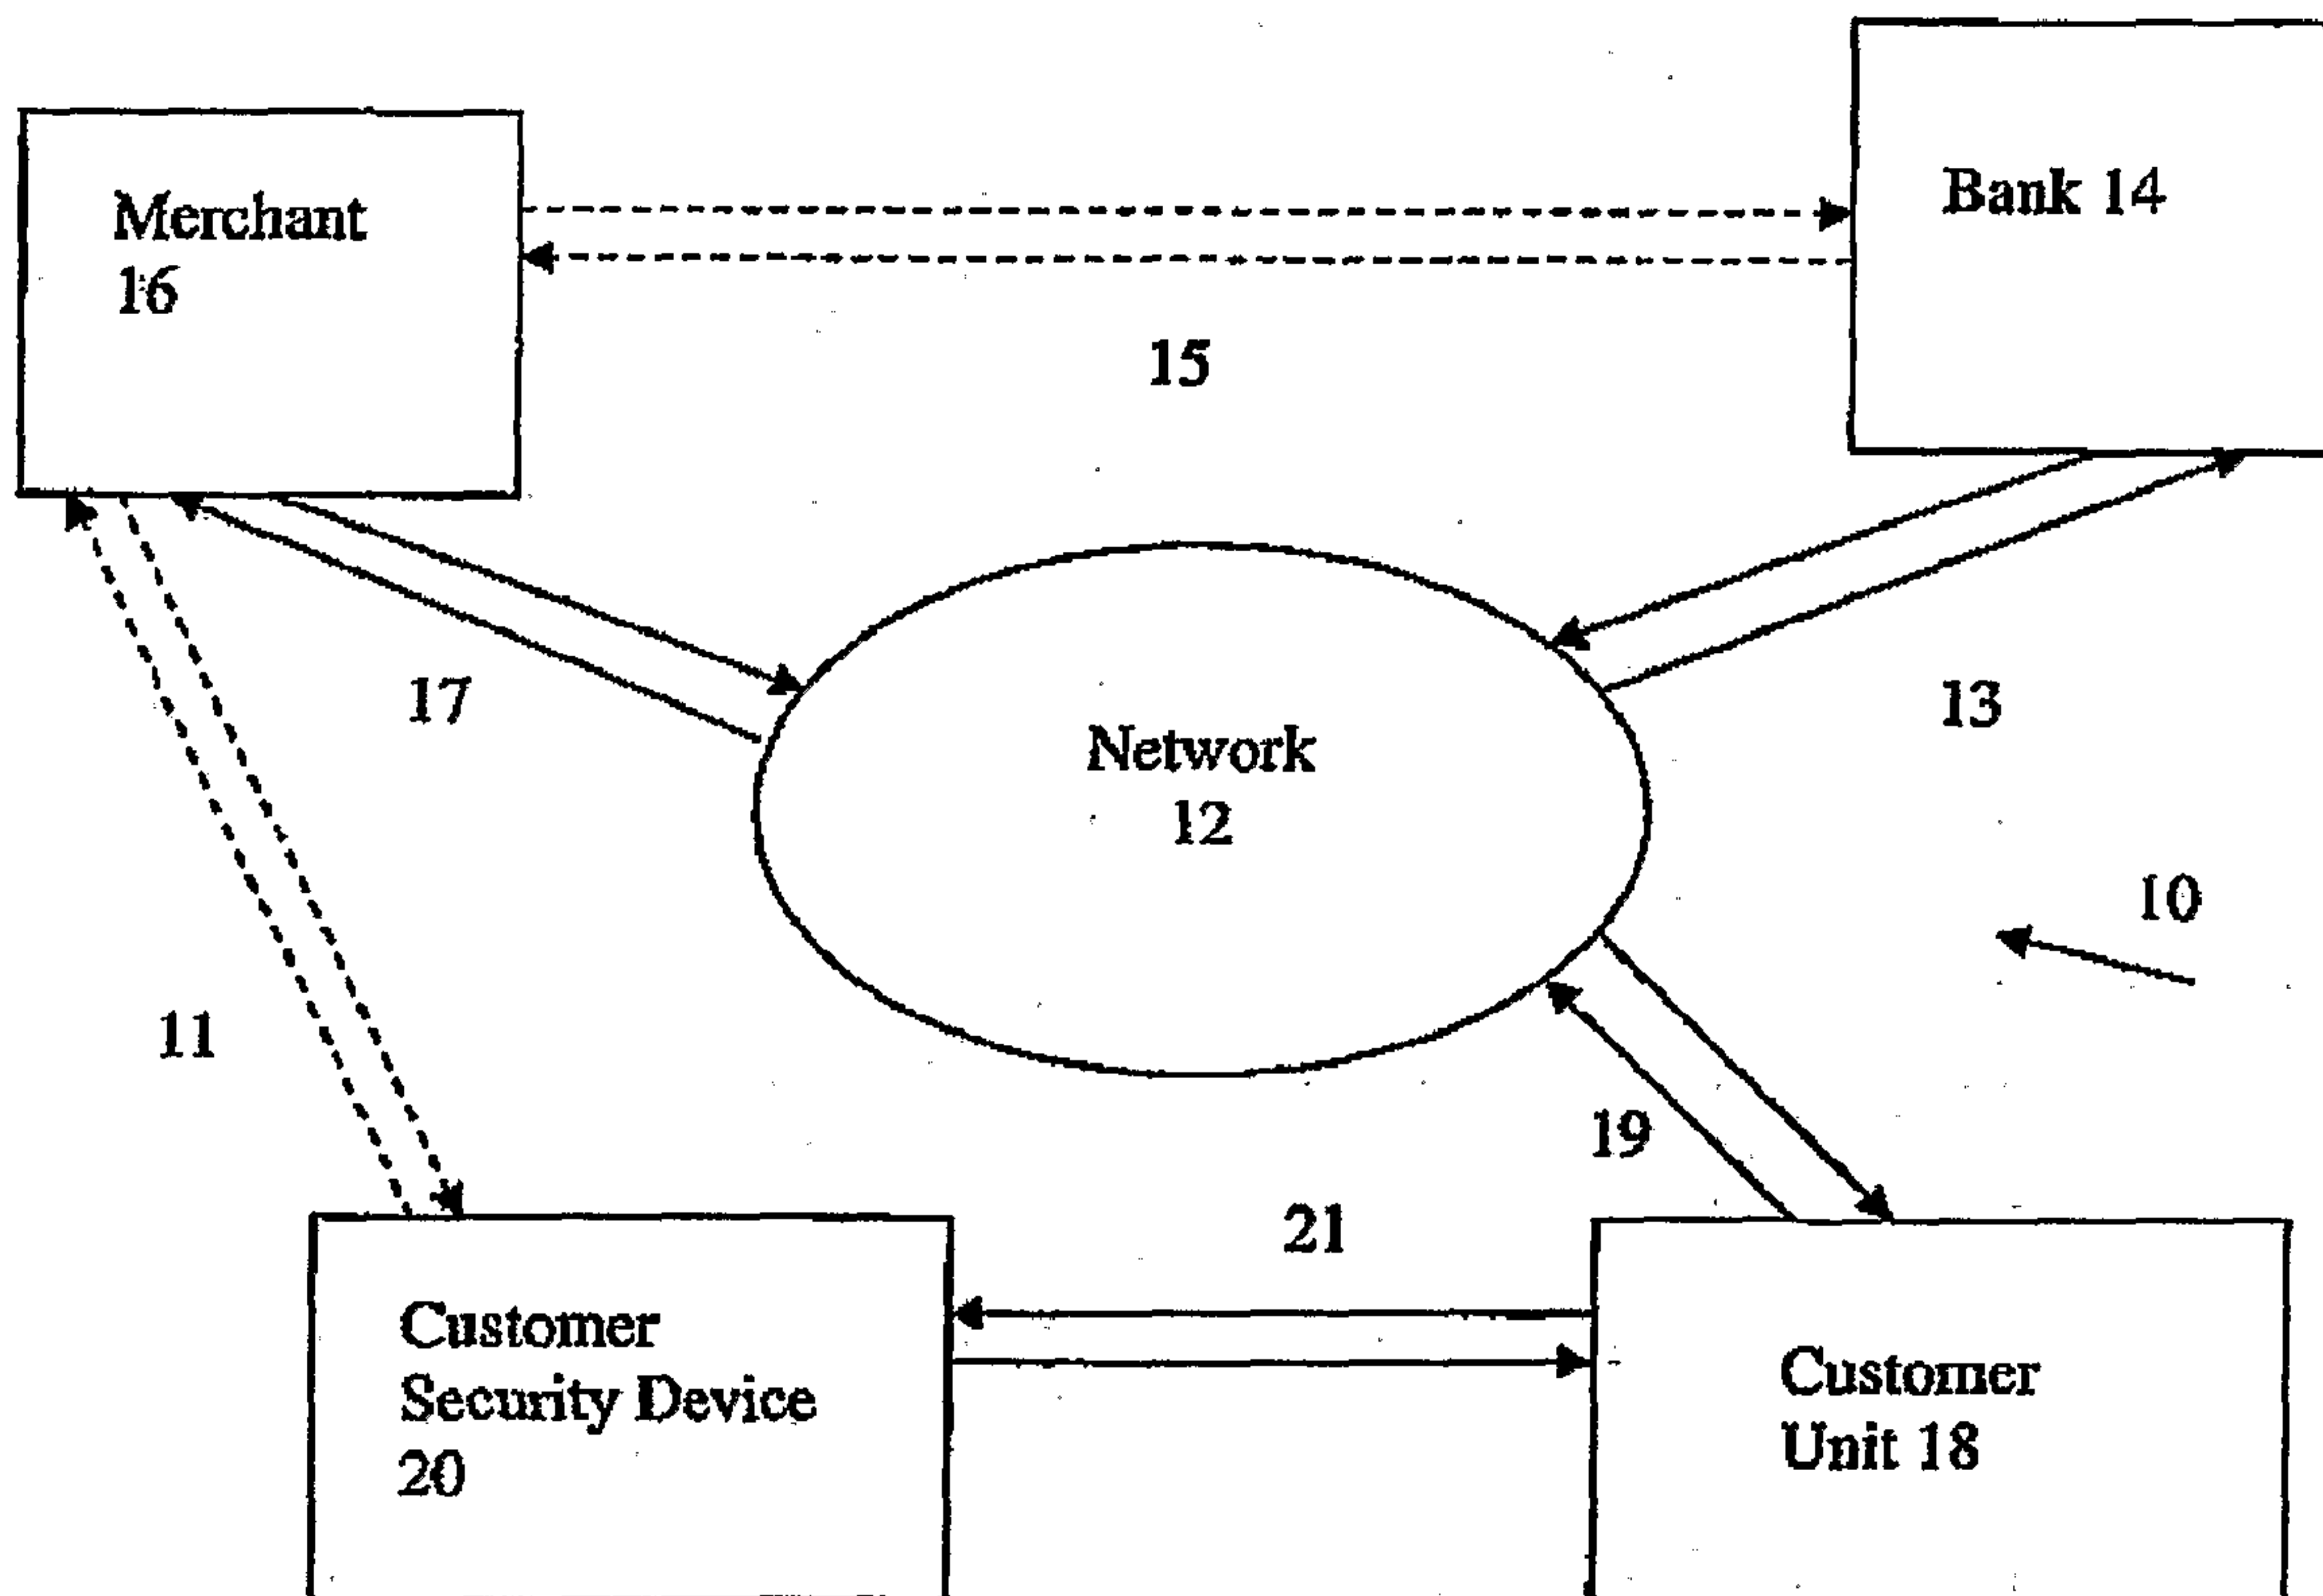 Merchant
16
Bank 14
15
17
13
Network
12
10
11
19
21
Customer
Security Device
20
Customer
Unit 18